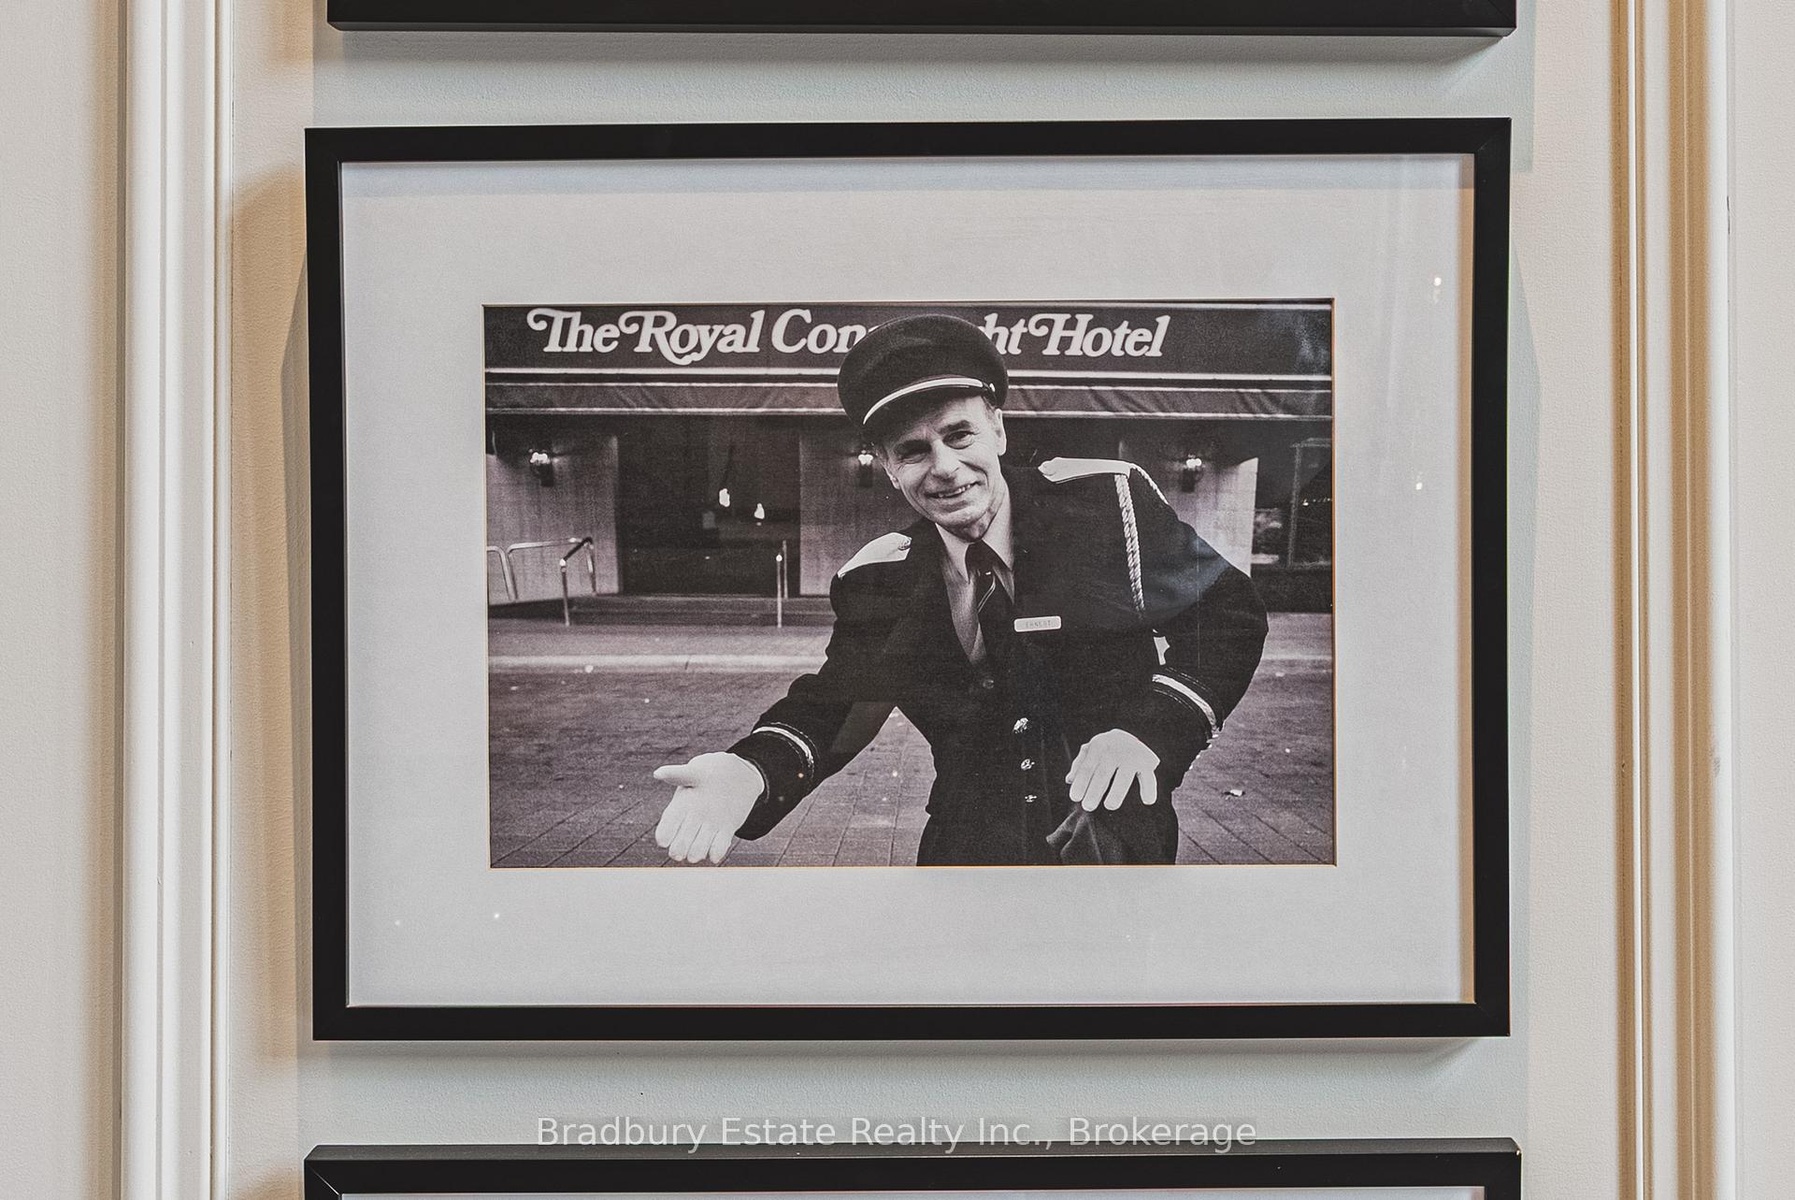 The Royal Con ht Hotel
Bradbury Estate Realty Inc., Brokerage